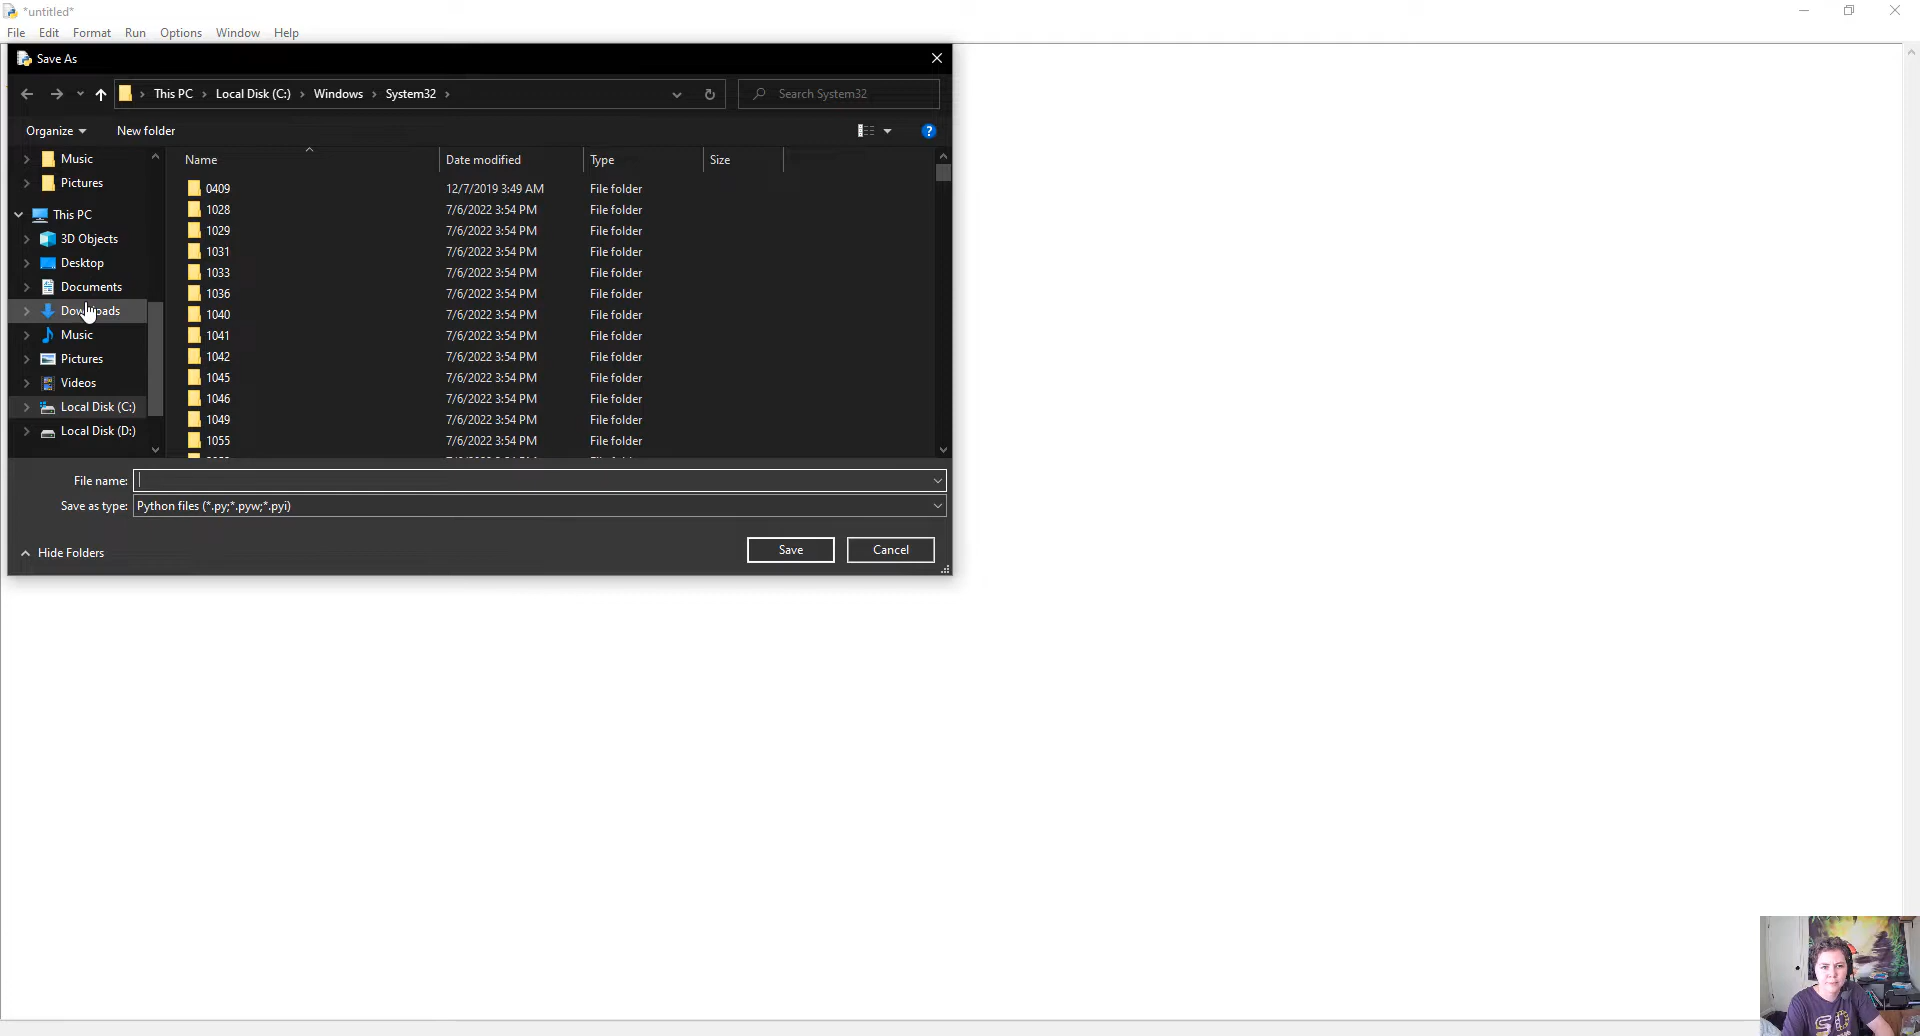 *untitled*
File Edit Format Run Options Window Help
Save As
This PC Local Disk (C:) Windows System32
Search System32
Organize New folder
?
Name Date modified Type Size
Music
Pictures
This PC
3D Objects
Desktop
Documents
Downloads
Music
Pictures
Videos
Local Disk (C:)
Local Disk (D:)
0409 12/7/2019 3:49 AM File folder
1028 7/6/2022 3:54 PM File folder
1029 7/6/2022 3:54 PM File folder
1031 7/6/2022 3:54 PM File folder
1033 7/6/2022 3:54 PM File folder
1036 7/6/2022 3:54 PM File folder
1040 7/6/2022 3:54 PM File folder
1041 7/6/2022 3:54 PM File folder
1042 7/6/2022 3:54 PM File folder
1045 7/6/2022 3:54 PM File folder
1046 7/6/2022 3:54 PM File folder
1049 7/6/2022 3:54 PM File folder
1055 7/6/2022 3:54 PM File folder
File name:
Save as type: Python files (*.py;*.pyw;*.pyi)
Hide Folders
Save Cancel